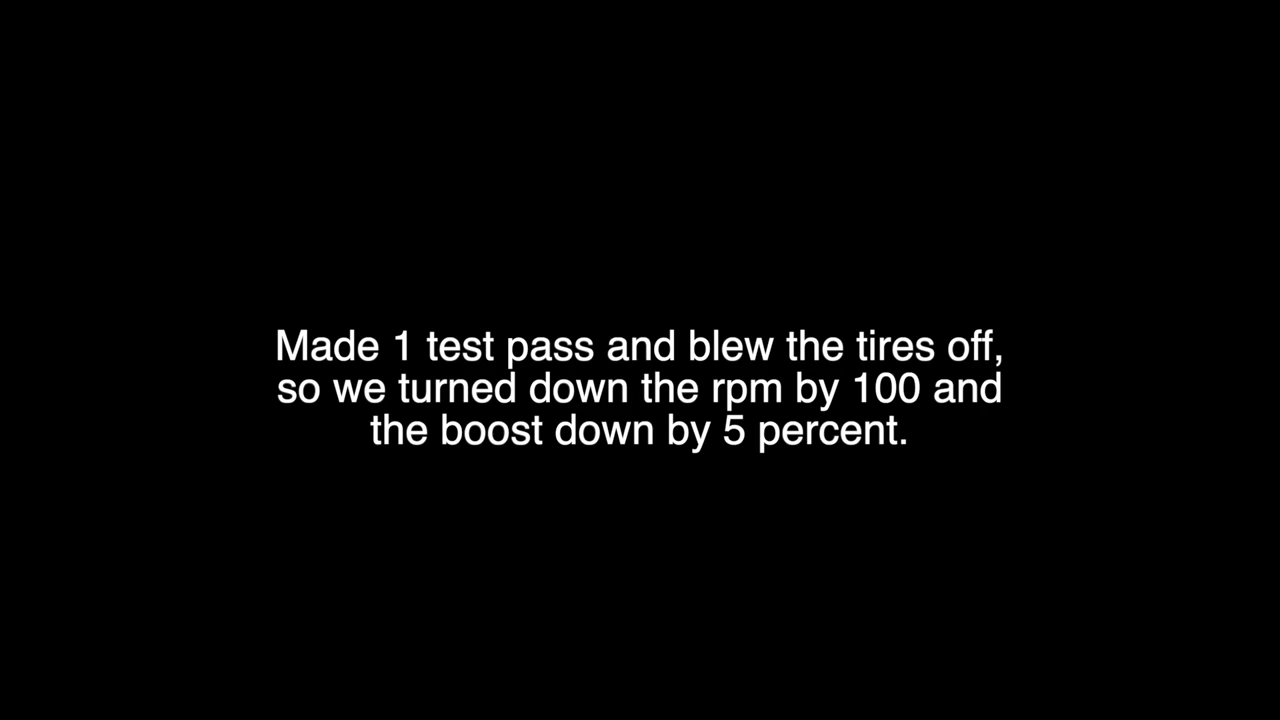 Made 1 test pass and blew the tires off,
so we turned down the rpm by 100 and
the boost down by 5 percent.